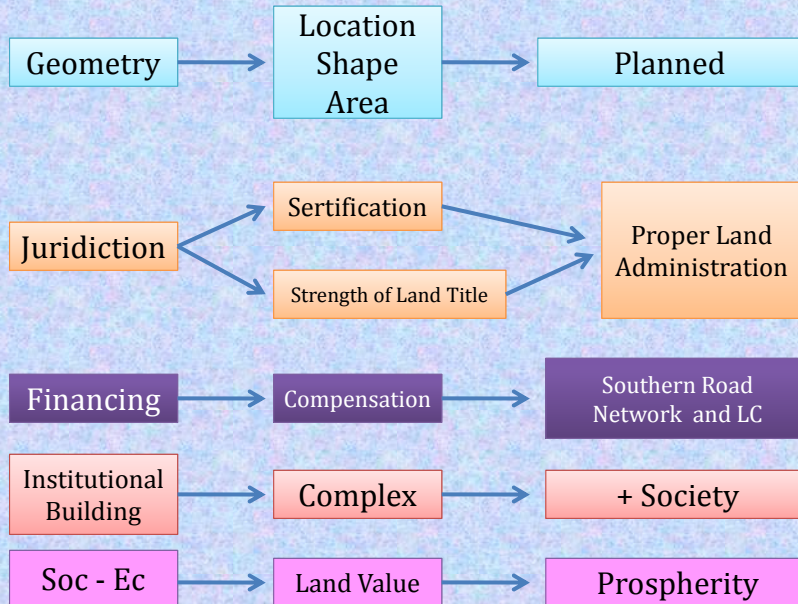 Geometry
Location
Shape
Area
Planned
Juridiction
Sertification
Strength of Land Title
Proper Land
Administration
Financing
Compensation
Southern Road
Network and LC
Institutional
Building
Complex
+ Society
Soc - Ec
Land Value
Prospherity